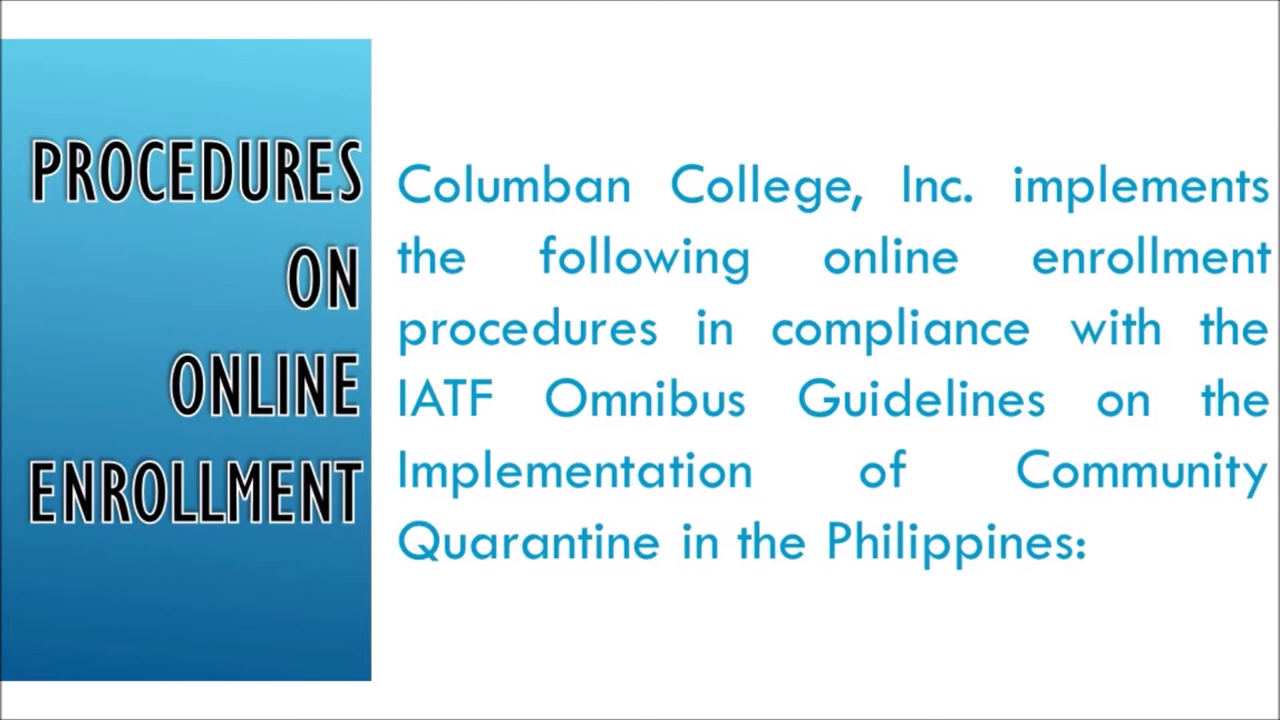 PROCEDURES
ON
ONLINE
ENROLLMENT
Columban College, Inc. implements
the following online enrollment
procedures in compliance with the
IATF Omnibus Guidelines on the
Implementation of Community
Quarantine in the Philippines: